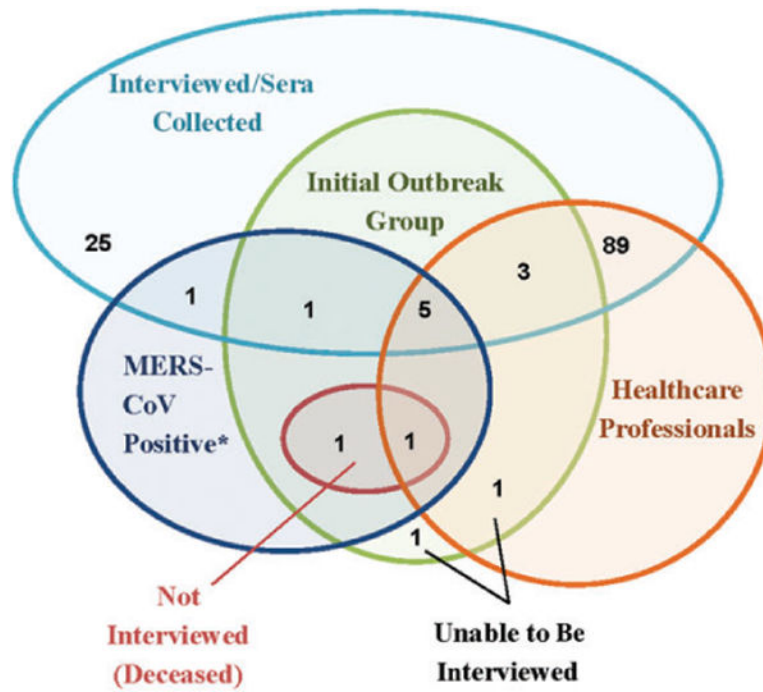 Interviewed/Sera
Collected
Initial Outbreak
Group
25
89
3
1
1
5
MERS-
CoV
Positive*
Healthcare
Professionals
1
1
1
1
Not
Interviewed
(Deceased)
Unable to Be
Interviewed